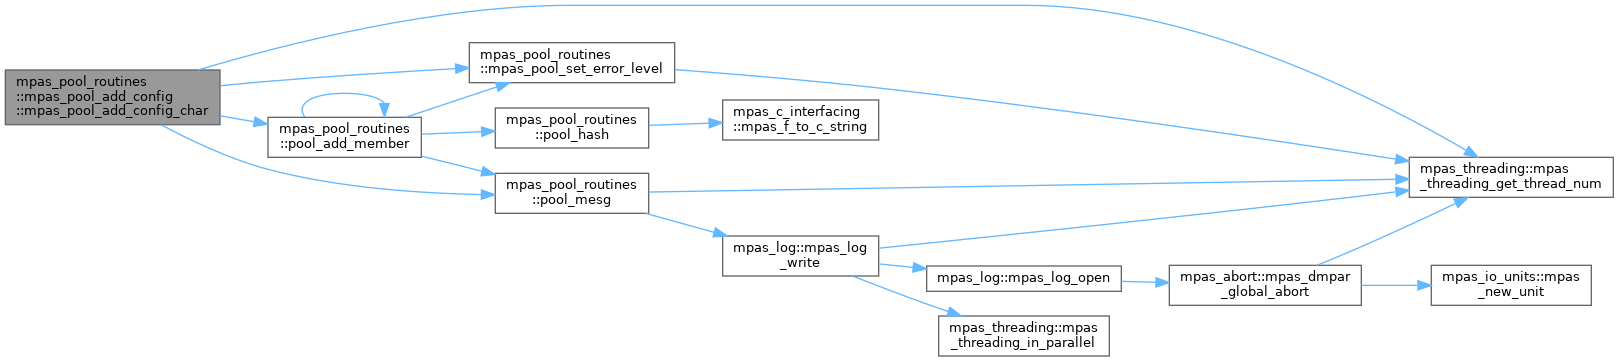 mpas_pool_routines
::mpas_pool_add_config
::mpas_pool_add_config_char
mpas_pool_routines
::pool_add_member
mpas_pool_routines
::mpas_pool_set_error_level
mpas_pool_routines
::pool_hash
mpas_c_interfacing
::mpas_f_to_c_string
mpas_pool_routines
::pool_mesg
mpas_log::mpas_log
_write
mpas_log::mpas_log_open
mpas_threading::mpas
_threading_in_parallel
mpas_abort::mpas_dmpar
_global_abort
mpas_threading::mpas
_threading_get_thread_num
mpas_io_units::mpas
_new_unit